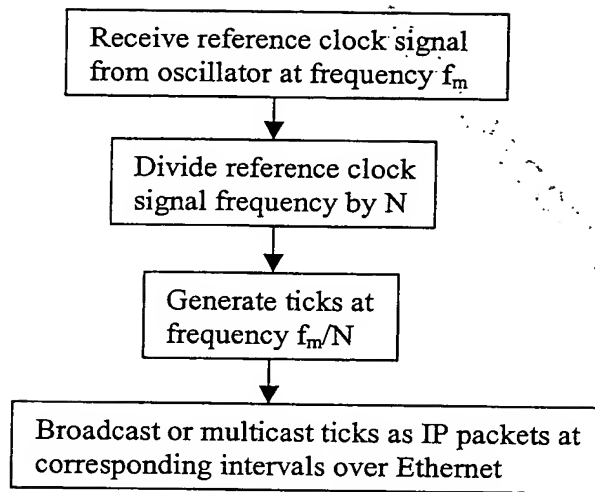 Receive reference clock signal
from oscillator at frequency fm
Divide reference clock
signal frequency by N
Generate ticks at
frequency fm/N
Broadcast or multicast ticks as IP packets at
corresponding intervals over Ethernet